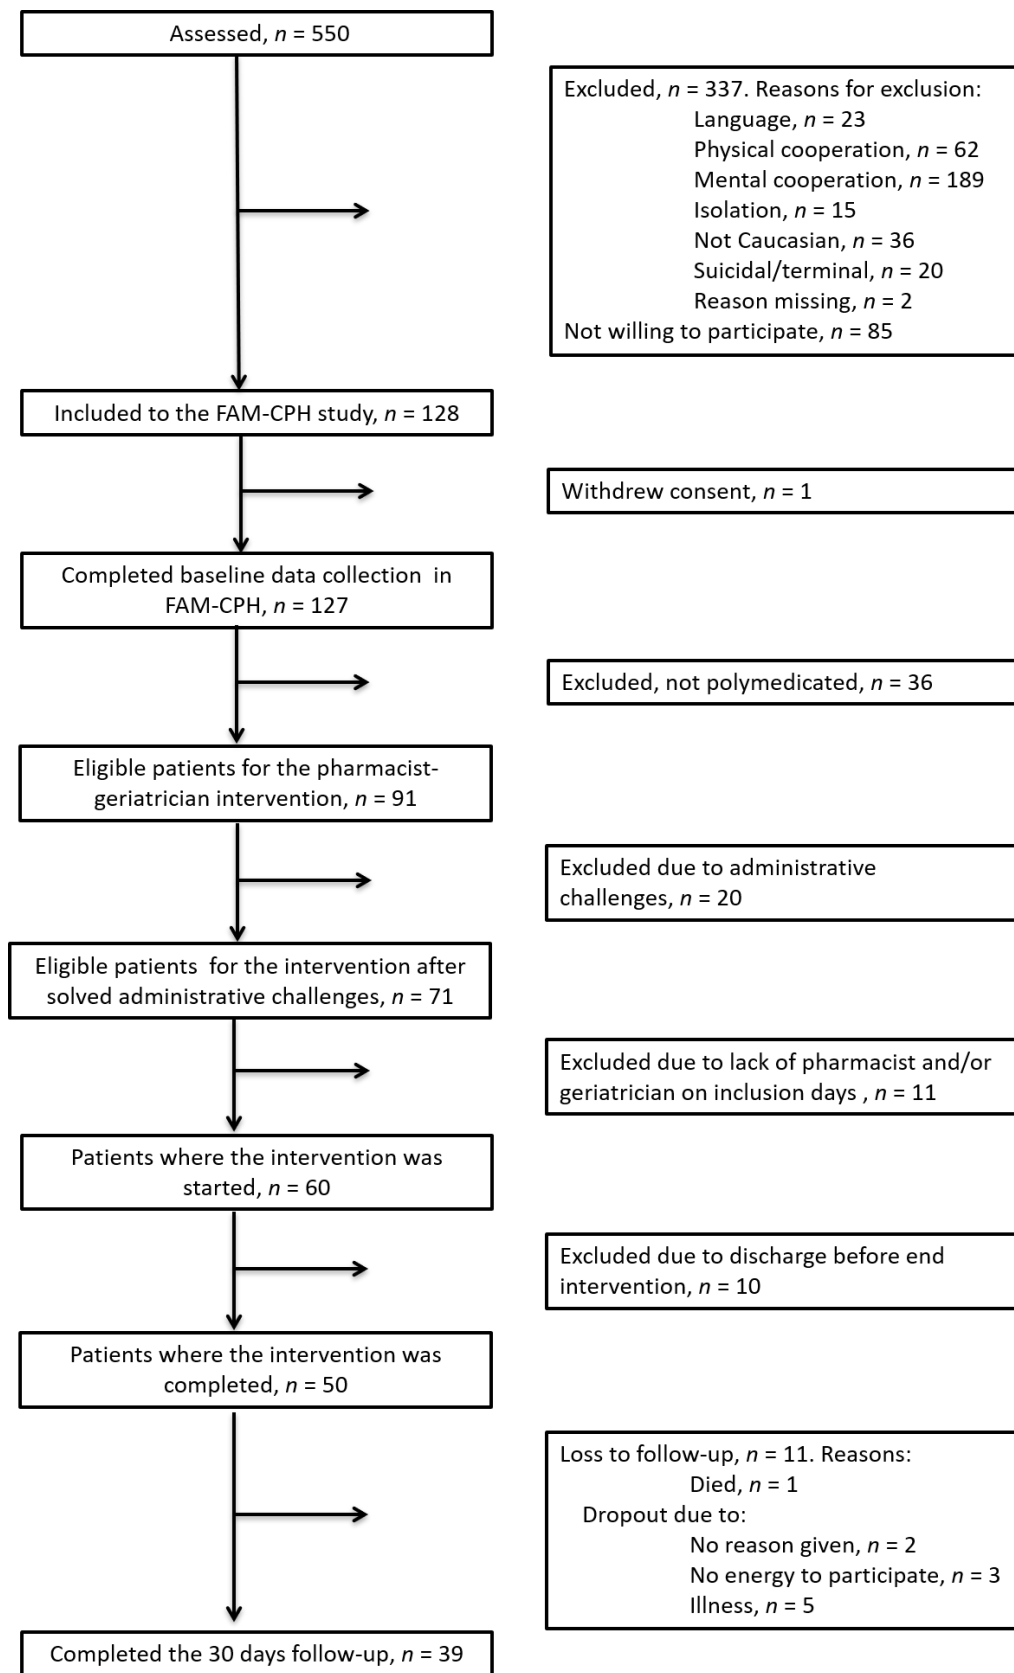 Assessed, n = 550
Excluded, n = 337. Reasons for exclusion:
Language, n = 23
Physical cooperation, n = 62
Mental cooperation, n = 189
Isolation, n = 15
Not Caucasian, n = 36
Suicidal/terminal, n = 20
Reason missing, n = 2
Not willing to participate, n = 85
Included to the FAM-CPH study, n = 128
Withdrew consent, n = 1
Completed baseline data collection in
FAM-CPH, n = 127
Excluded, not polymedicated, n = 36
Eligible patients for the pharmacist-
geriatrician intervention, n = 91
Excluded due to administrative
challenges, n = 20
Eligible patients for the intervention after
solved administrative challenges, n = 71
Excluded due to lack of pharmacist and/or
geriatrician on inclusion days , n = 11
Patients where the intervention was
started, n = 60
Excluded due to discharge before end
intervention, n = 10
Patients where the intervention was
completed, n = 50
Loss to follow-up, n = 11. Reasons:
Died, n = 1
Dropout due to:
No reason given, n = 2
No energy to participate, n = 3
Illness, n = 5
Completed the 30 days follow-up, n = 39